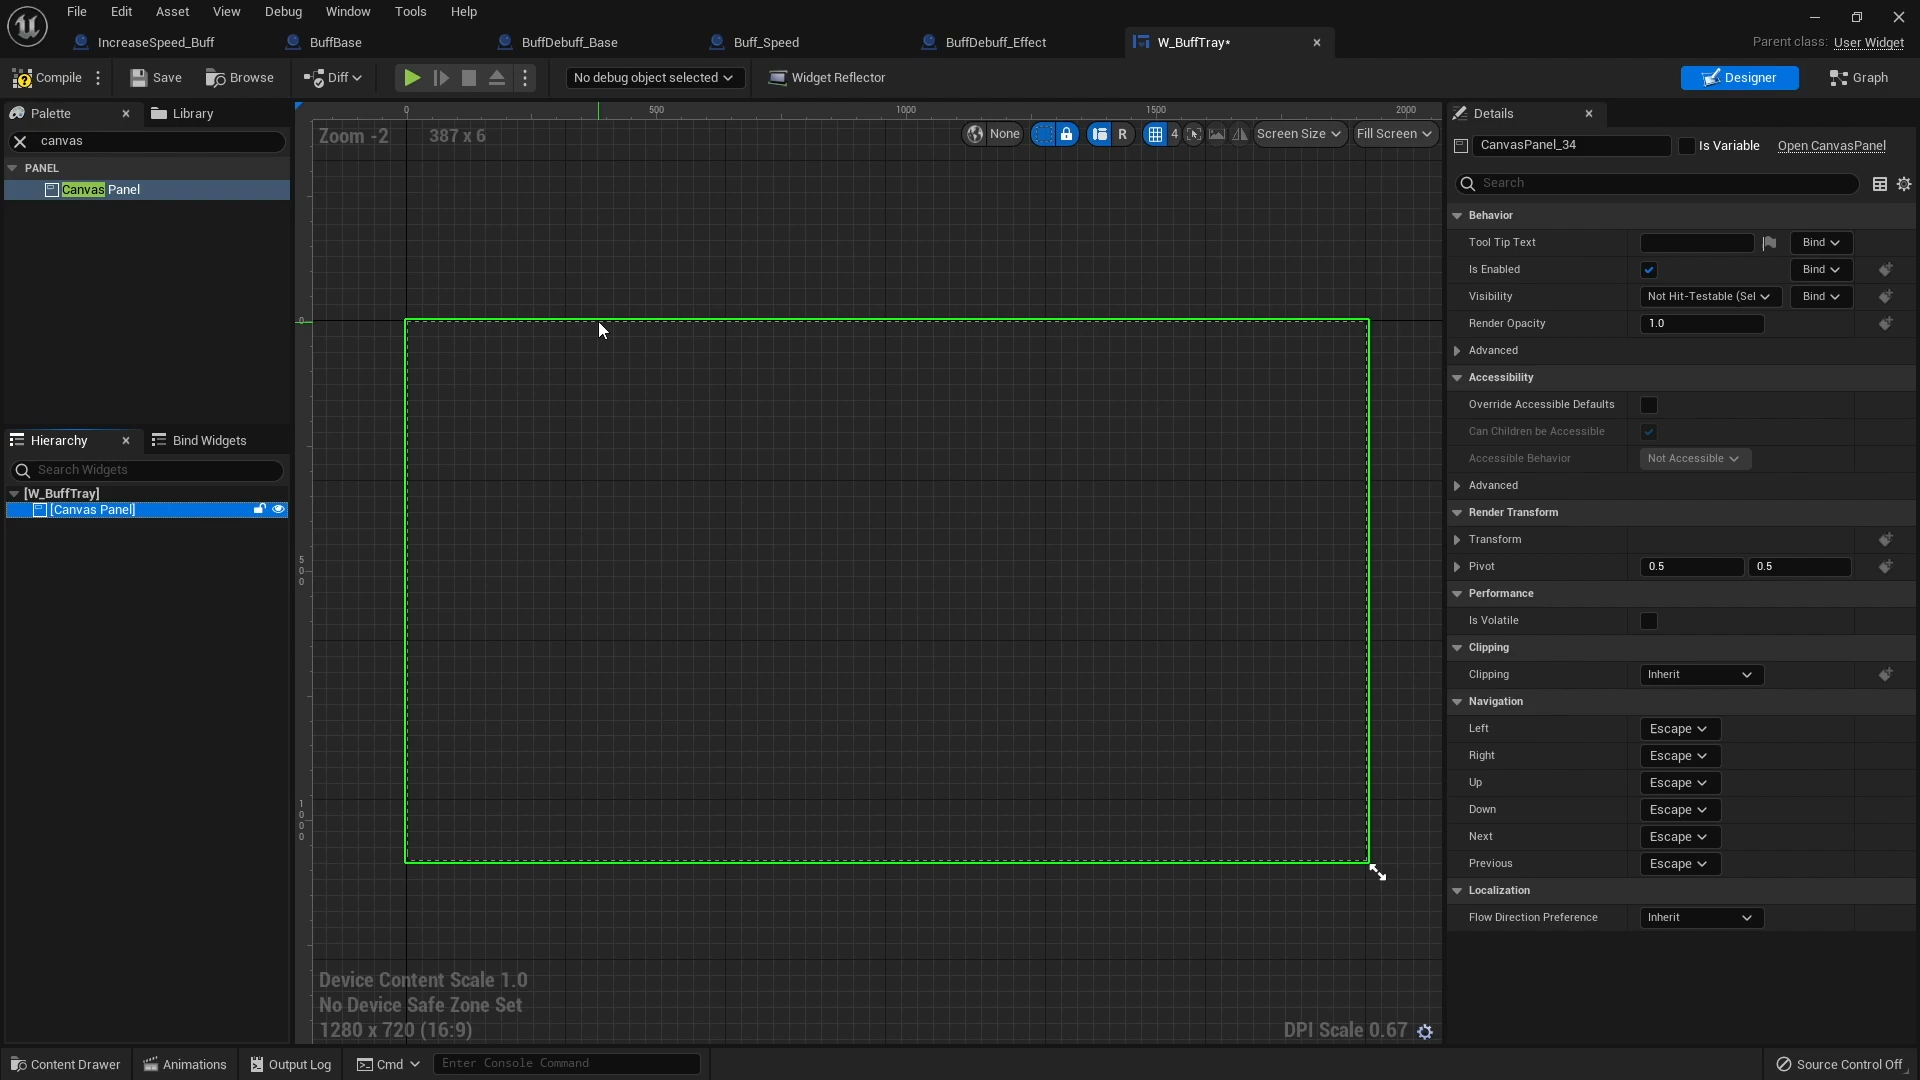 File Edit Asset View Debug Window Tools Help
IncreaseSpeed_Buff BuffBase BuffDebuff_Base Buff_Speed BuffDebuff_Effect W_BuffTray* Parent class: User Widget
Compile Save Browse Diff No debug object selected Widget Reflector Designer Graph
Palette Library
canvas
PANEL
Canvas Panel
Hierarchy Bind Widgets
Search Widgets
[W_BuffTray]
[Canvas Panel]
0 500 1000 1500 2000
Zoom -2 387 x 6 None R 4 Screen Size Fill Screen
0
500
1000
Device Content Scale 1.0
No Device Safe Zone Set
1280 x 720 (16:9) DPI Scale 0.67
Details
CanvasPanel_34 Is Variable Open CanvasPanel
Search
Behavior
Tool Tip Text Bind
Is Enabled Bind
Visibility Not Hit-Testable (Sel Bind
Render Opacity 1.0
Advanced
Accessibility
Override Accessible Defaults
Can Children be Accessible
Accessible Behavior Not Accessible
Advanced
Render Transform
Transform
Pivot 0.5 0.5
Performance
Is Volatile
Clipping
Clipping Inherit
Navigation
Left Escape
Right Escape
Up Escape
Down Escape
Next Escape
Previous Escape
Localization
Flow Direction Preference Inherit
Content Drawer Animations Output Log Cmd Enter Console Command Source Control Off